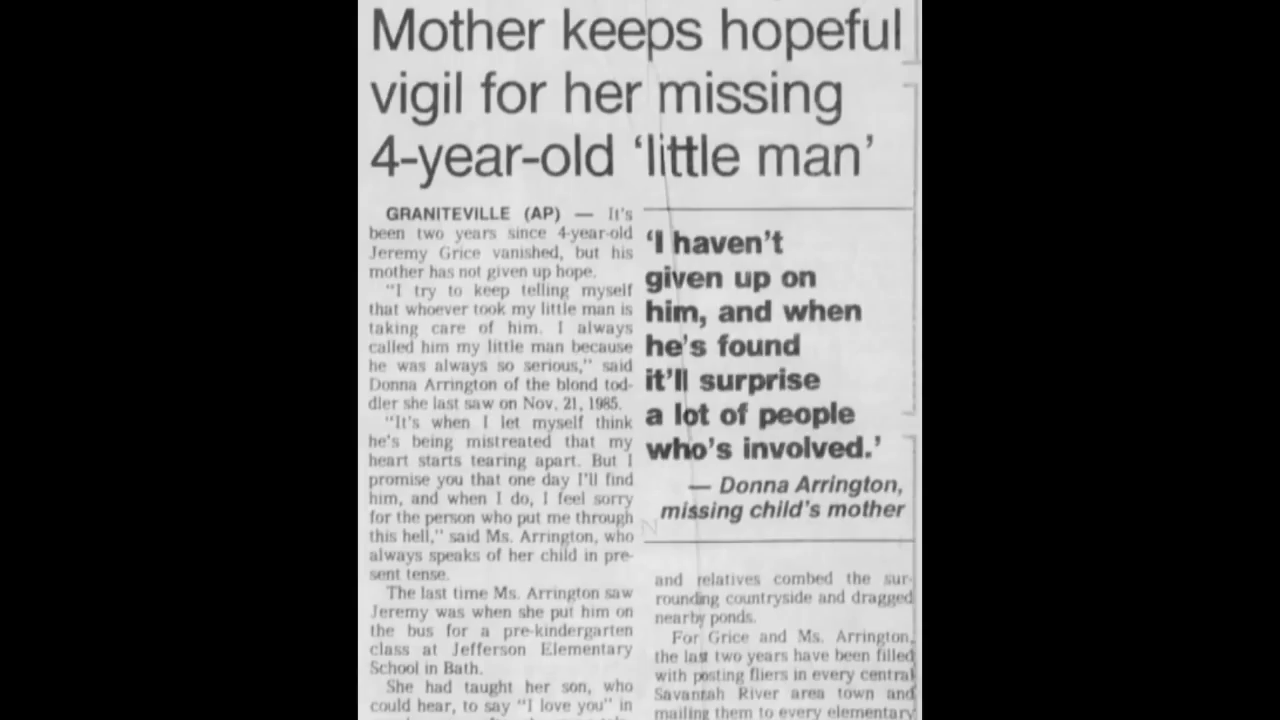 Mother keeps hopeful
vigil for her missing
4-year-old 'little man'
GRANITEVILLE (AP) — It's
been two years since 4-year-old
Jeremy Grice vanished, but his
mother has not given up hope.
"I try to keep telling myself
that whoever took my little man is
taking care of him. I always
called him my little man because
he was always so serious," said
Donna Arrington of the blond tod-
dler she last saw on Nov. 21, 1985.
"It's when I let myself think
he's being mistreated that my
heart starts tearing apart. But I
promise you that one day I'll find
him, and when I do, I feel sorry
for the person who put me through
this hell," said Ms. Arrington, who
always speaks of her child in pre-
sent tense.
The last time Ms. Arrington saw
Jeremy was when she put him on
the bus for a pre-kindergarten
class at Jefferson Elementary
School in Bath.
She had taught her son, who
could hear, to say "I love you" in
'I haven't
given up on
him, and when
he's found
it'll surprise
a lot of people
who's involved.'
— Donna Arrington,
missing child's mother
and relatives combed the sur-
rounding countryside and dragged
nearby ponds.
For Grice and Ms. Arrington,
the last two years have been filled
with posting fliers in every central
Savannah River area town and
mailing them to every elementary